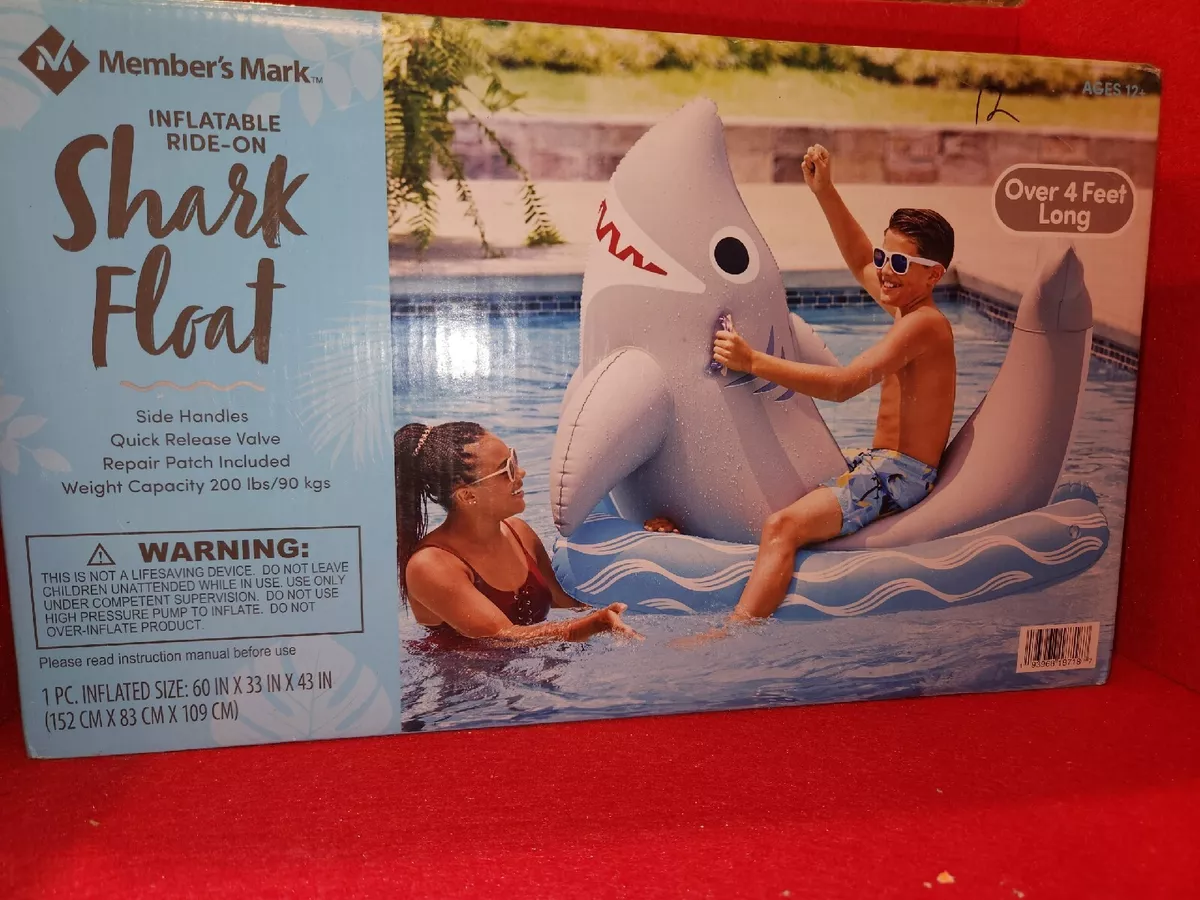 Member's Mark™
INFLATABLE
RIDE-ON
Shark
Float
Side Handles
Quick Release Valve
Repair Patch Included
Weight Capacity 200 lbs/90 kgs
WARNING:
THIS IS NOT A LIFESAVING DEVICE. DO NOT LEAVE
CHILDREN UNATTENDED WHILE IN USE. USE ONLY
UNDER COMPETENT SUPERVISION. DO NOT USE
HIGH PRESSURE PUMP TO INFLATE. DO NOT
OVER-INFLATE PRODUCT.
Please read instruction manual before use
1 PC. INFLATED SIZE: 60 IN X 33 IN X 43 IN
(152 CM X 83 CM X 109 CM)
AGES 12+
12
Over 4 Feet
Long